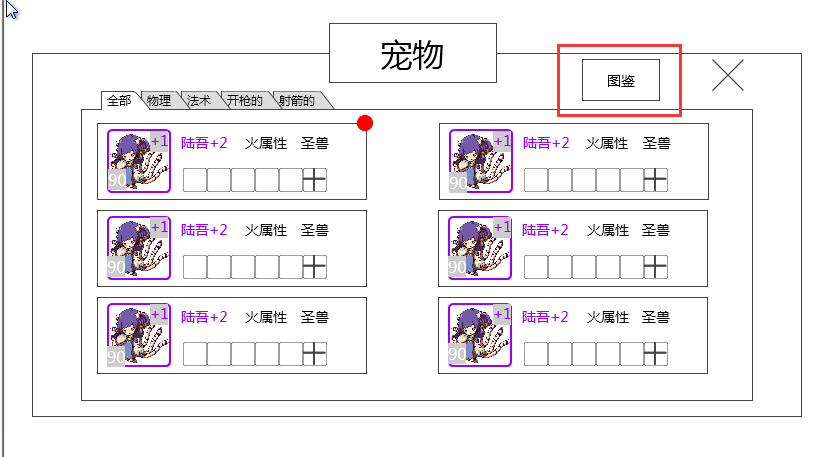 宠物
图鉴
全部 物理 法术 开枪的 射箭的
+1 陆吾+2 火属性 圣兽
90
+1 陆吾+2 火属性 圣兽
90
+1 陆吾+2 火属性 圣兽
90
+1 陆吾+2 火属性 圣兽
90
+1 陆吾+2 火属性 圣兽
90
+1 陆吾+2 火属性 圣兽
90